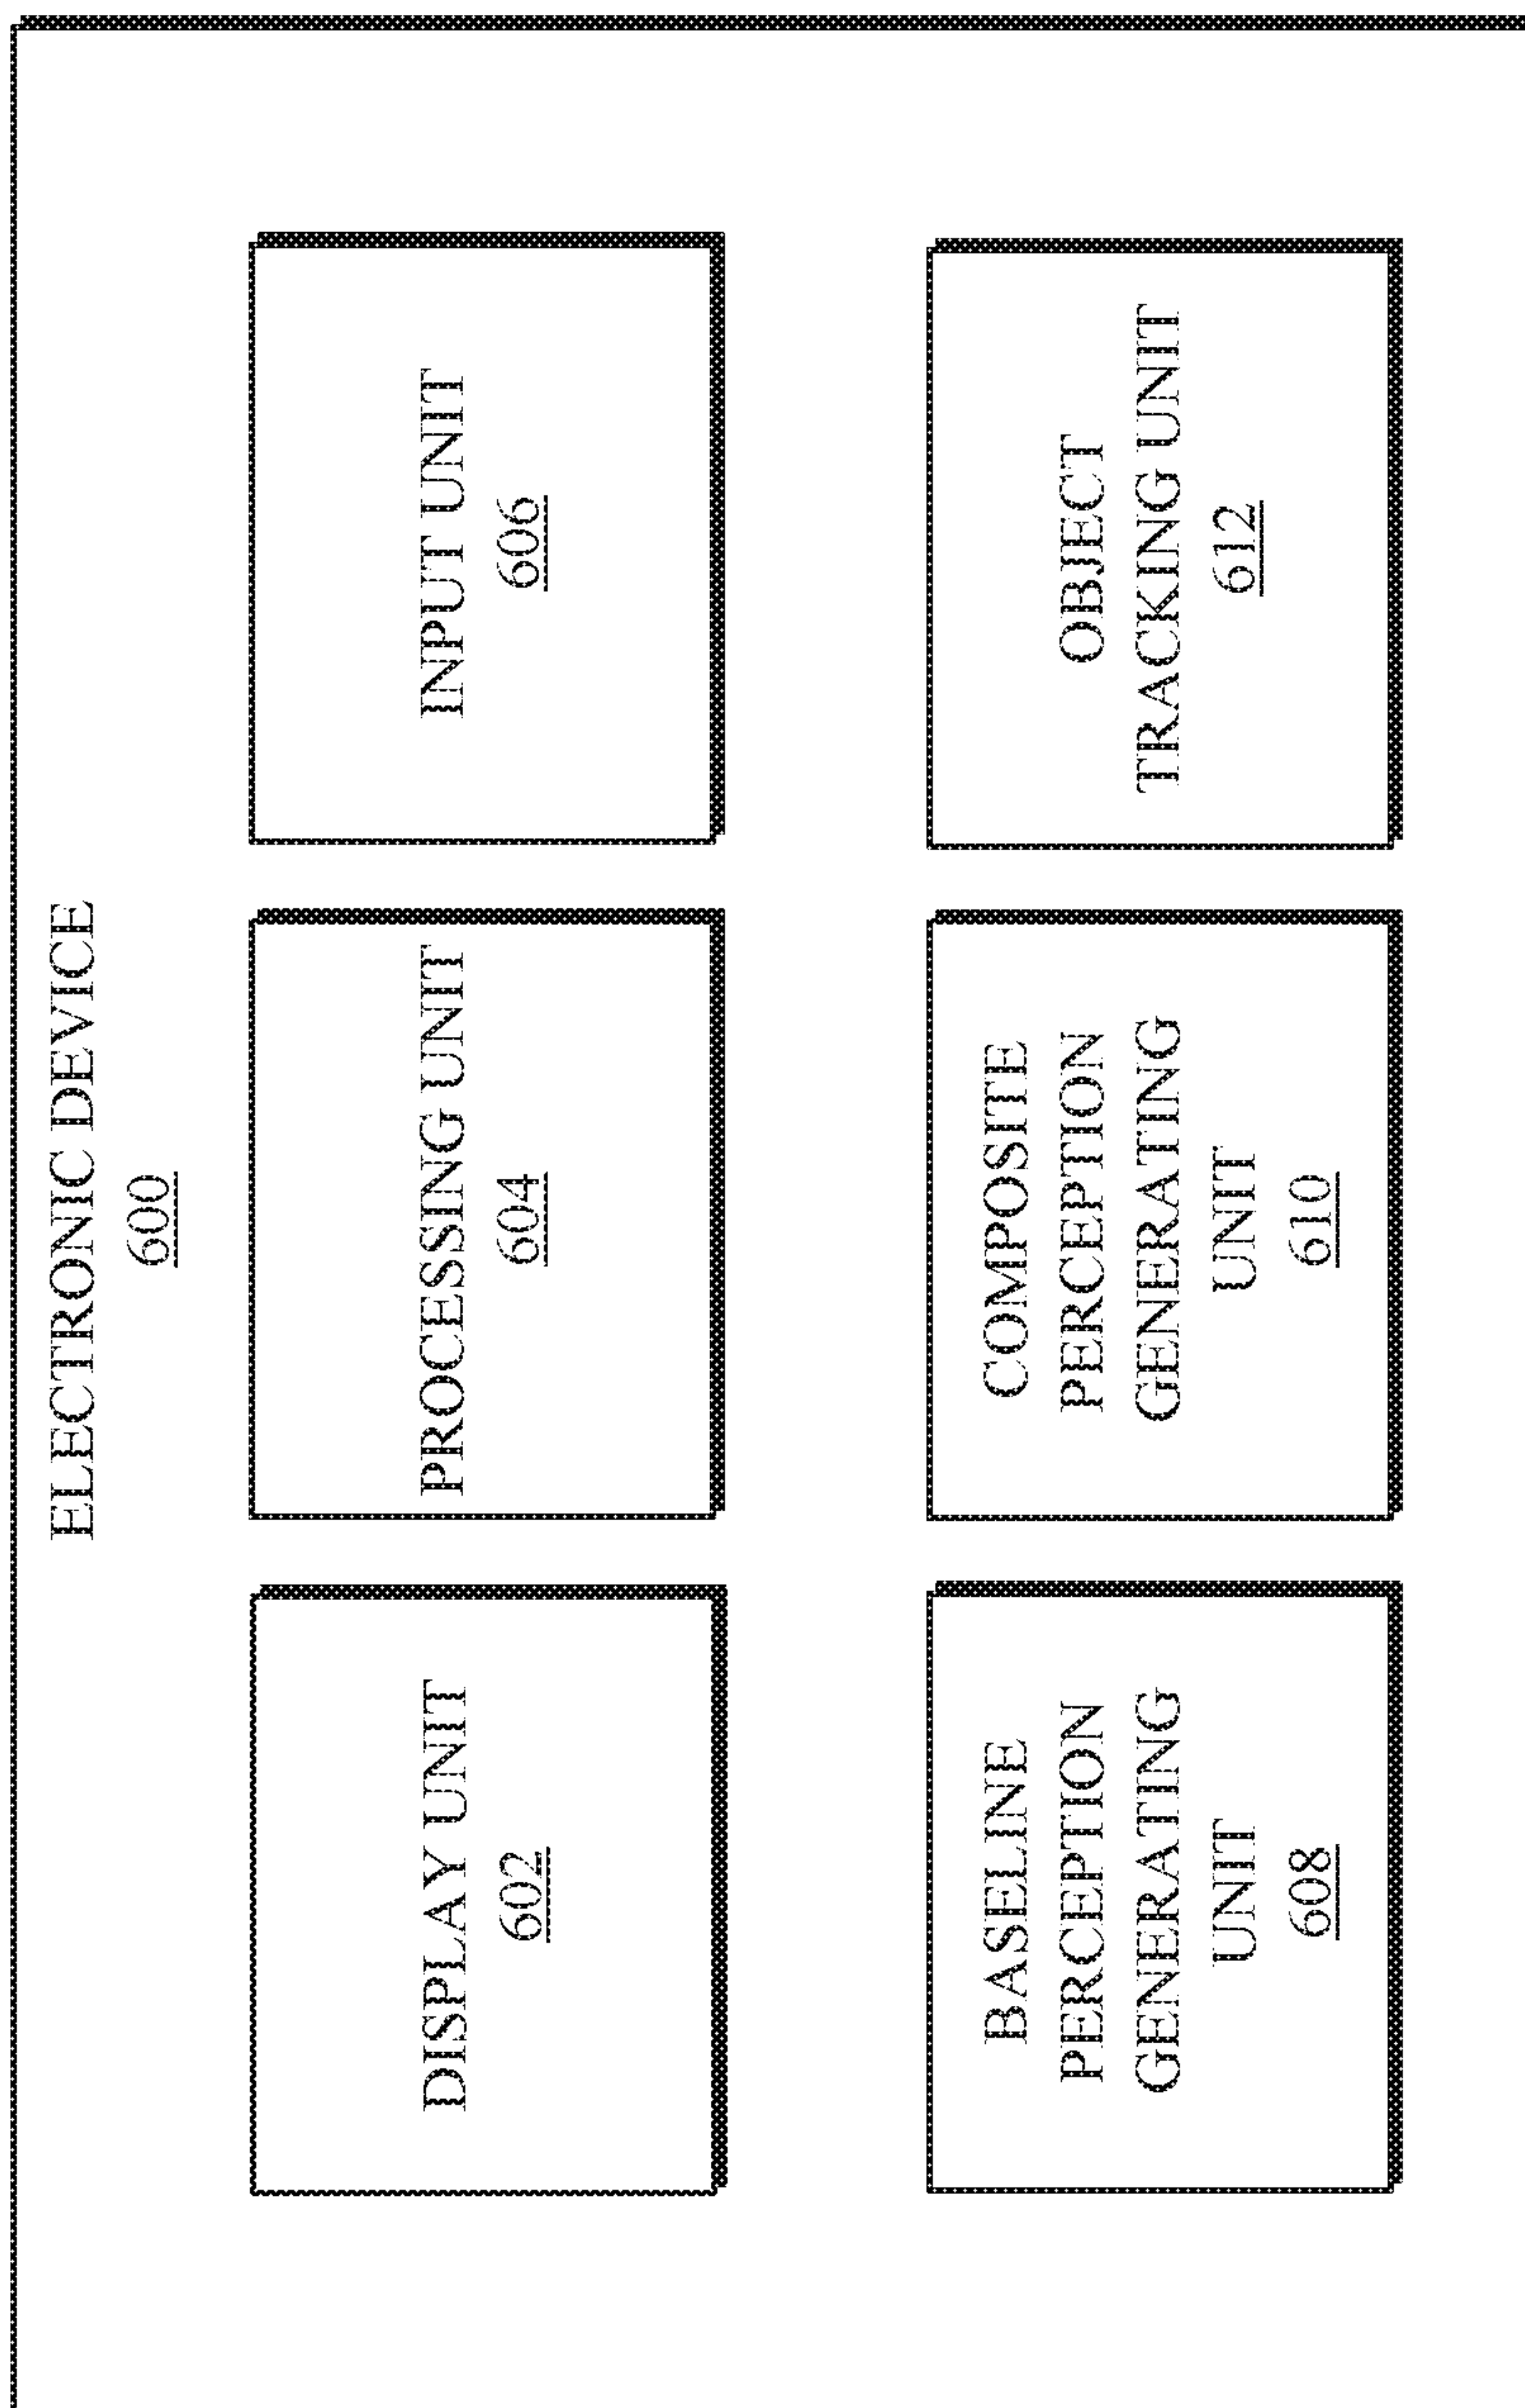 ELECTRONIC DEVICE
600
DISPLAY UNIT
602
PROCESSING UNIT
604
INPUT UNIT
606
BASELINE
PERCEPTION
GENERATING
UNIT
608
COMPOSITE
PERCEPTION
GENERATING
UNIT
610
OBJECT
TRACKING UNIT
612